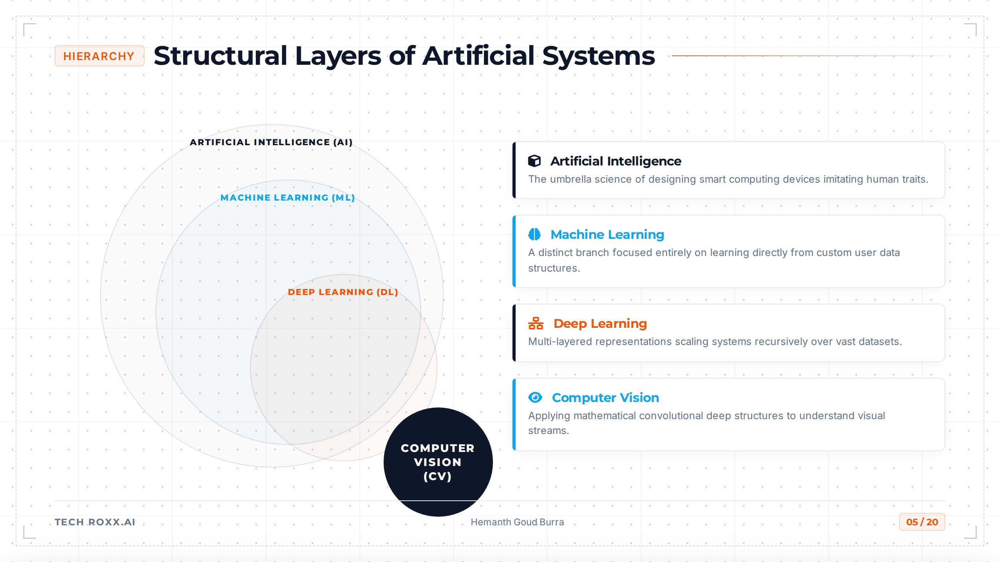 HIERARCHY
Structural Layers of Artificial Systems
ARTIFICIAL INTELLIGENCE (AI)
MACHINE LEARNING (ML)
DEEP LEARNING (DL)
COMPUTER
VISION
(CV)
Artificial Intelligence
The umbrella science of designing smart computing devices imitating human traits.
Machine Learning
A distinct branch focused entirely on learning directly from custom user data
structures.
Deep Learning
Multi-layered representations scaling systems recursively over vast datasets.
Computer Vision
Applying mathematical convolutional deep structures to understand visual
streams.
TECH ROXX.AI
Hemanth Goud Burra
05 / 20